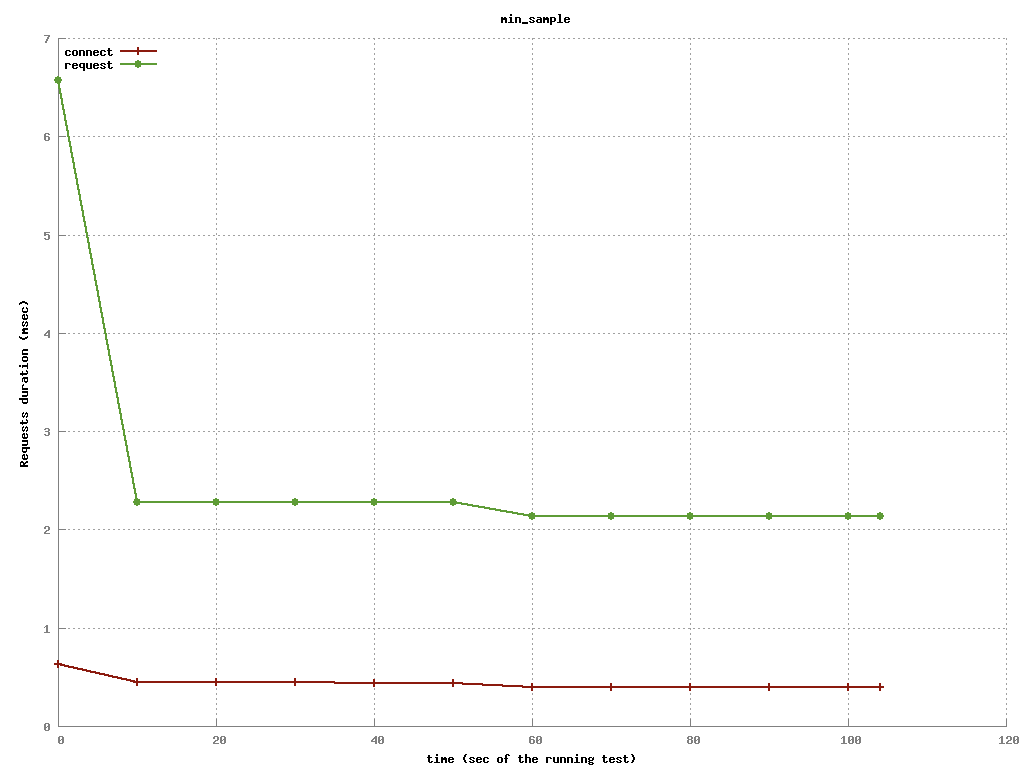 min_sample
7
connect
request
6
5
4
3
2
1
0
Requests duration (msec)
0 20 40 60 80 100 120
time (sec of the running test)